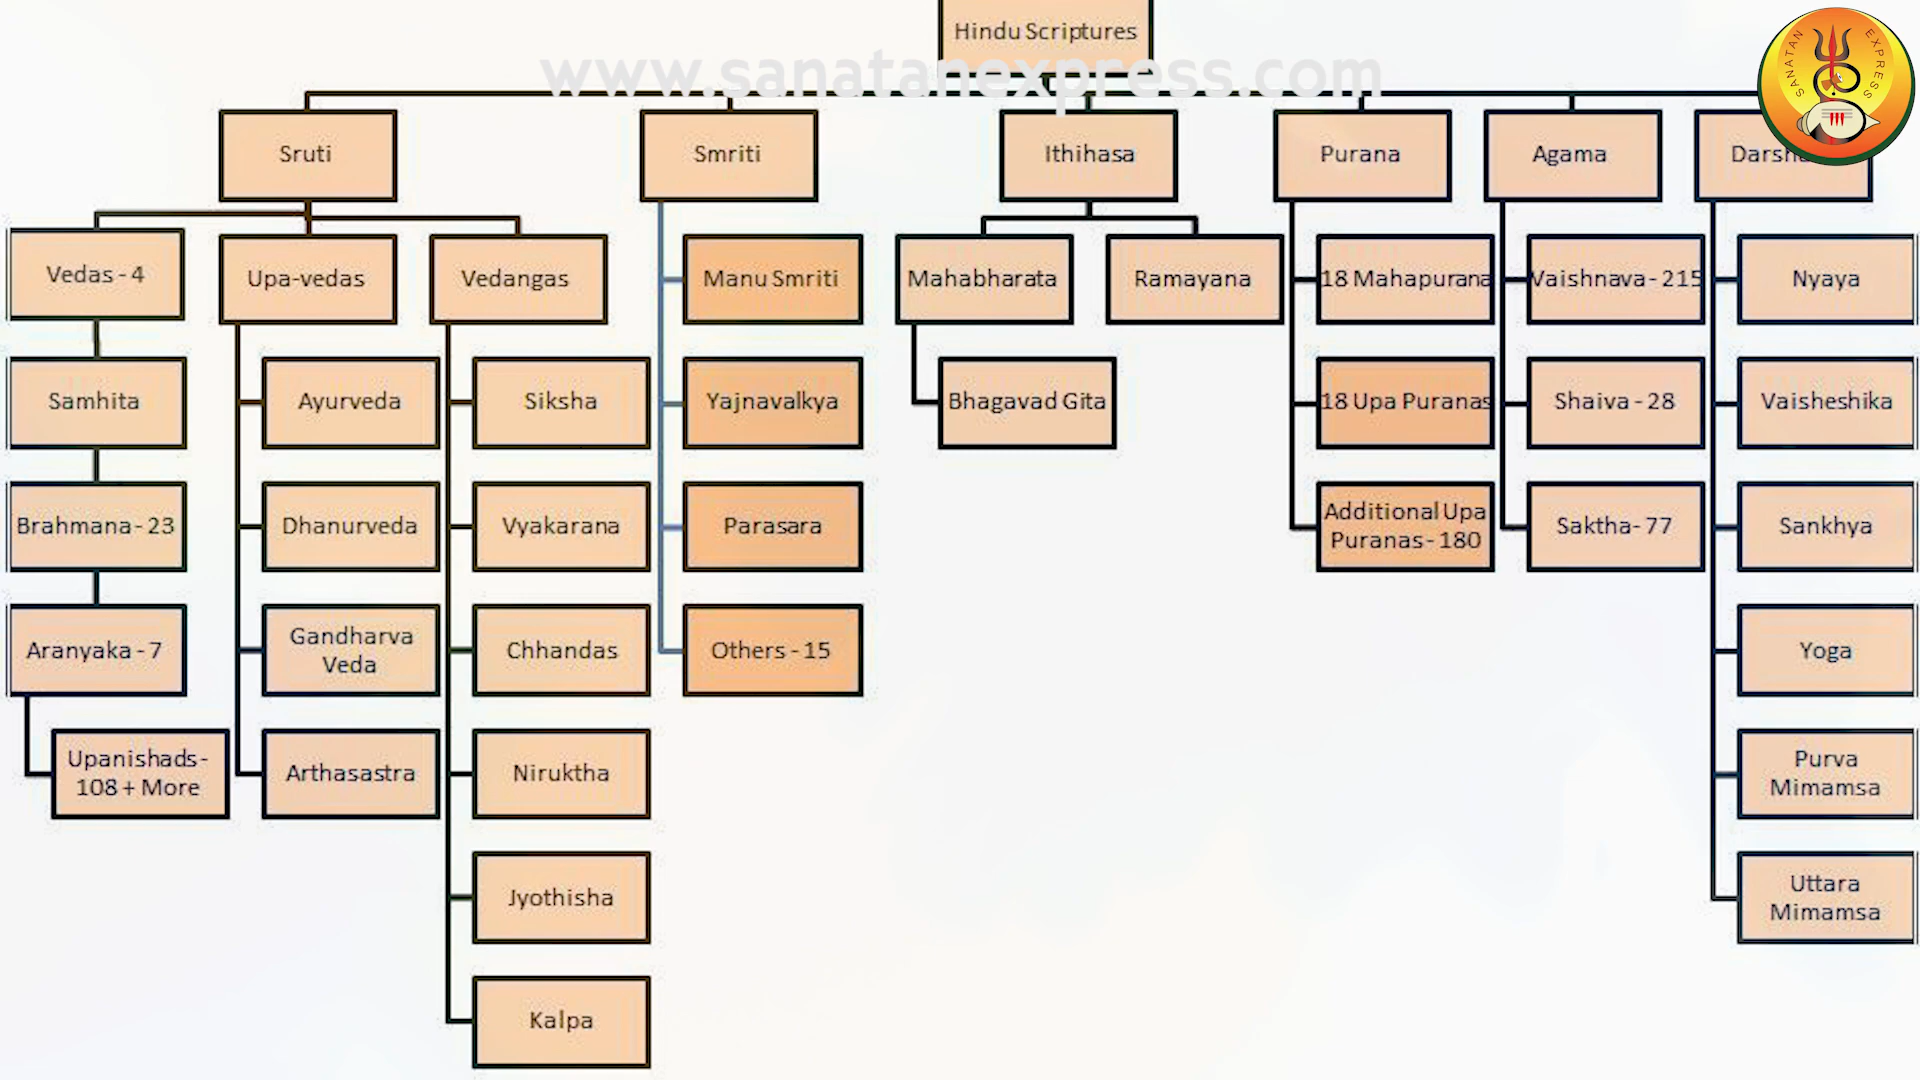 Hindu Scriptures
www.sanatanexpress.com
SANATAN EXPRESS
Sruti
Smriti
Ithihasa
Purana
Agama
Vedas - 4
Upa-vedas
Vedangas
Manu Smriti
Mahabharata
Ramayana
18 Mahapurana
Vaishnava - 215
Nyaya
Samhita
Ayurveda
Siksha
Yajnavalkya
Bhagavad Gita
18 Upa Puranas
Shaiva - 28
Vaisheshika
Brahmana - 23
Dhanurveda
Vyakarana
Parasara
Additional Upa
Puranas - 180
Saktha - 77
Sankhya
Aranyaka - 7
Gandharva
Veda
Chhandas
Others - 15
Yoga
Upanishads -
108 + More
Arthasastra
Niruktha
Purva
Mimamsa
Jyothisha
Uttara
Mimamsa
Kalpa